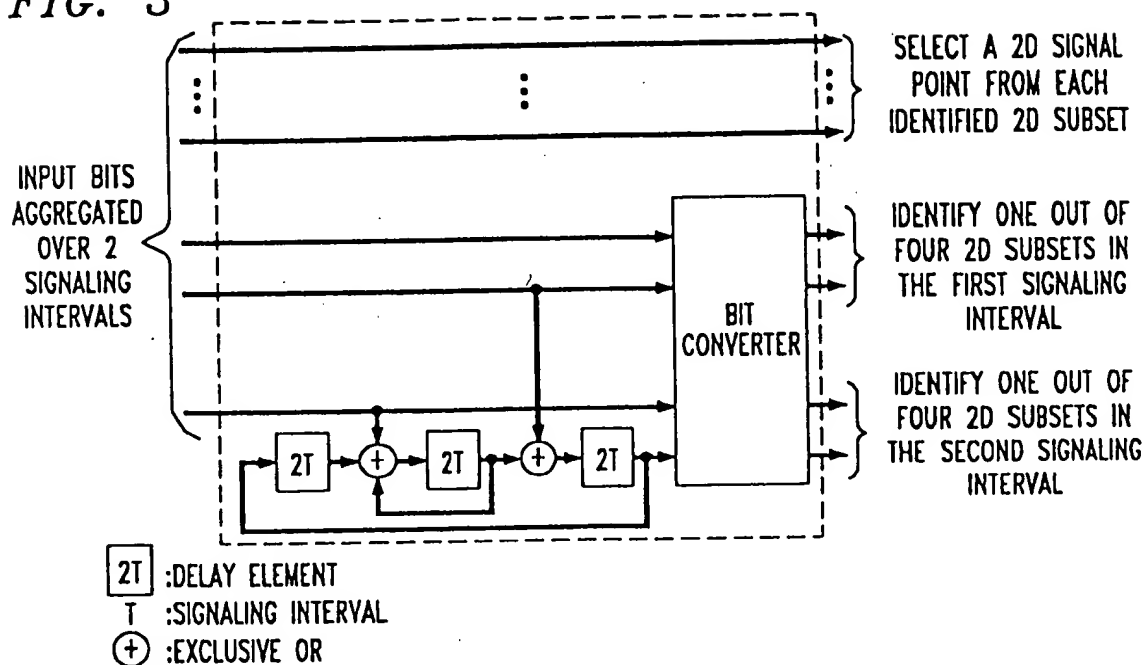 FIG. 3
SELECT A 2D SIGNAL
POINT FROM EACH
IDENTIFIED 2D SUBSET
INPUT BITS
AGGREGATED
OVER 2
SIGNALING
INTERVALS
IDENTIFY ONE OUT OF
FOUR 2D SUBSETS IN
THE FIRST SIGNALING
INTERVAL
BIT
CONVERTER
IDENTIFY ONE OUT OF
FOUR 2D SUBSETS IN
THE SECOND SIGNALING
INTERVAL
2T + 2T + 2T
2T :DELAY ELEMENT
T :SIGNALING INTERVAL
+ :EXCLUSIVE OR